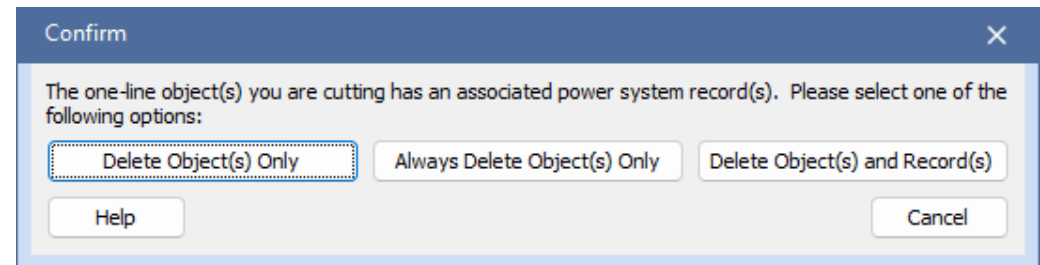 Confirm
The one-line object(s) you are cutting has an associated power system record(s).  Please select one of the
following options:
Delete Object(s) Only
Always Delete Object(s) Only
Delete Object(s) and Record(s)
Help
Cancel